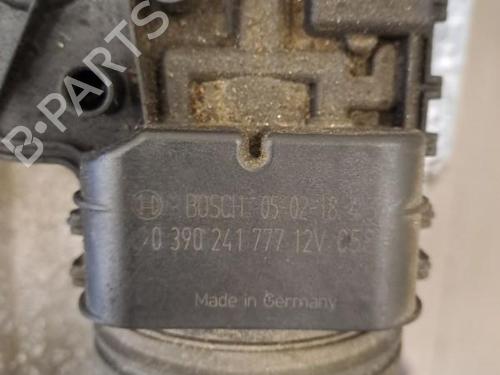 B-PARTS
BOSCH 05-02-18
0 390 241 777 12V
Made in Germany